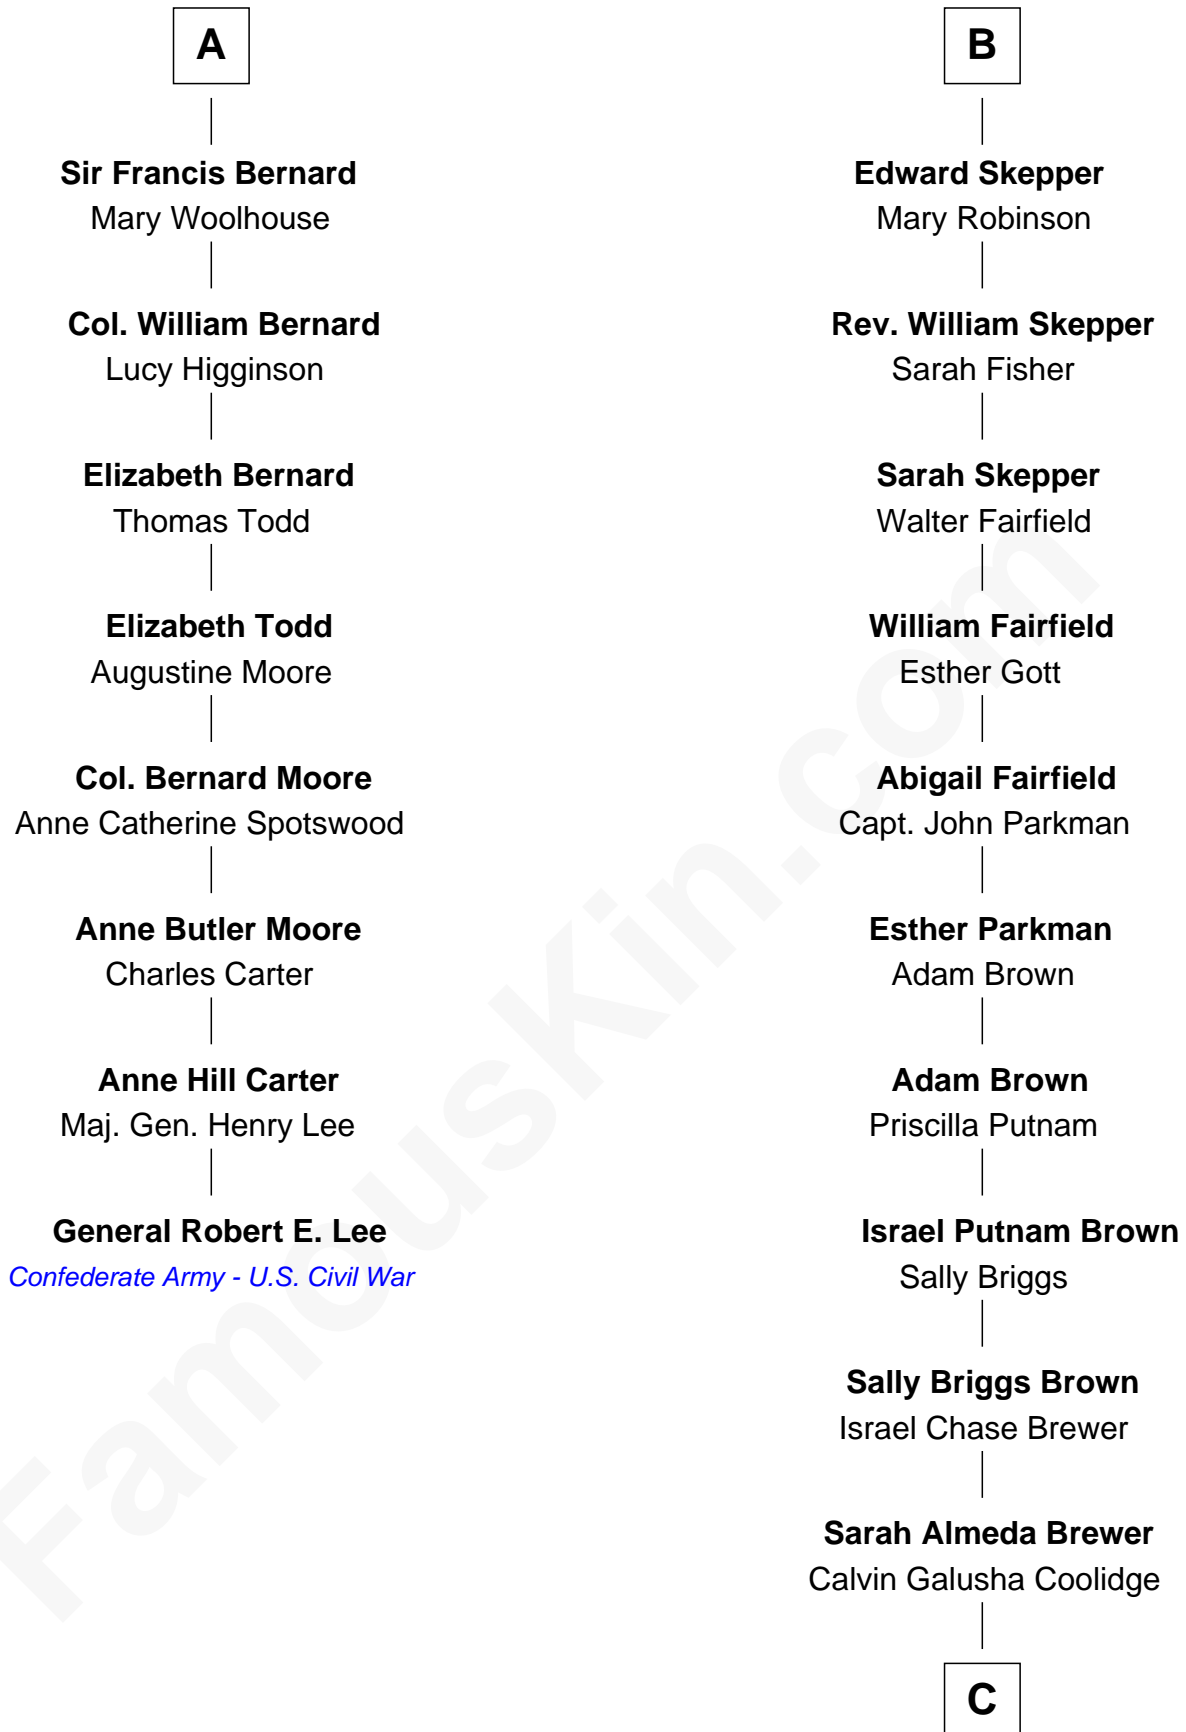 A
Sir Francis Bernard
Mary Woolhouse
Col. William Bernard
Lucy Higginson
Elizabeth Bernard
Thomas Todd
Elizabeth Todd
Augustine Moore
Col. Bernard Moore
Anne Catherine Spotswood
Anne Butler Moore
Charles Carter
Anne Hill Carter
Maj. Gen. Henry Lee
General Robert E. Lee
Confederate Army - U.S. Civil War
B
Edward Skepper
Mary Robinson
Rev. William Skepper
Sarah Fisher
Sarah Skepper
Walter Fairfield
William Fairfield
Esther Gott
Abigail Fairfield
Capt. John Parkman
Esther Parkman
Adam Brown
Adam Brown
Priscilla Putnam
Israel Putnam Brown
Sally Briggs
Sally Briggs Brown
Israel Chase Brewer
Sarah Almeda Brewer
Calvin Galusha Coolidge
C
FamousKin.com